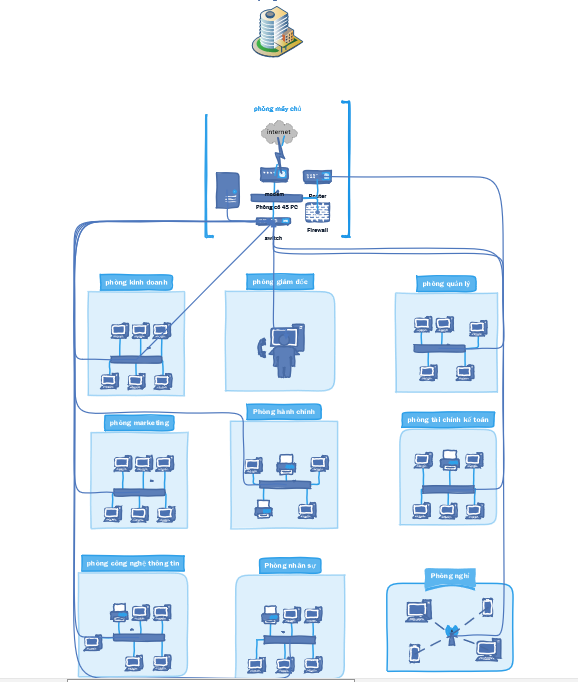 phòng máy chủ
internet
modem
Router
Phòng có 45 PC
Firewall
switch
phòng kinh doanh
phòng giám đốc
phòng quản lý
phòng marketing
Phòng hành chính
phòng tài chính kế toán
phòng công nghệ thông tin
Phòng nhân sự
Phòng nghỉ